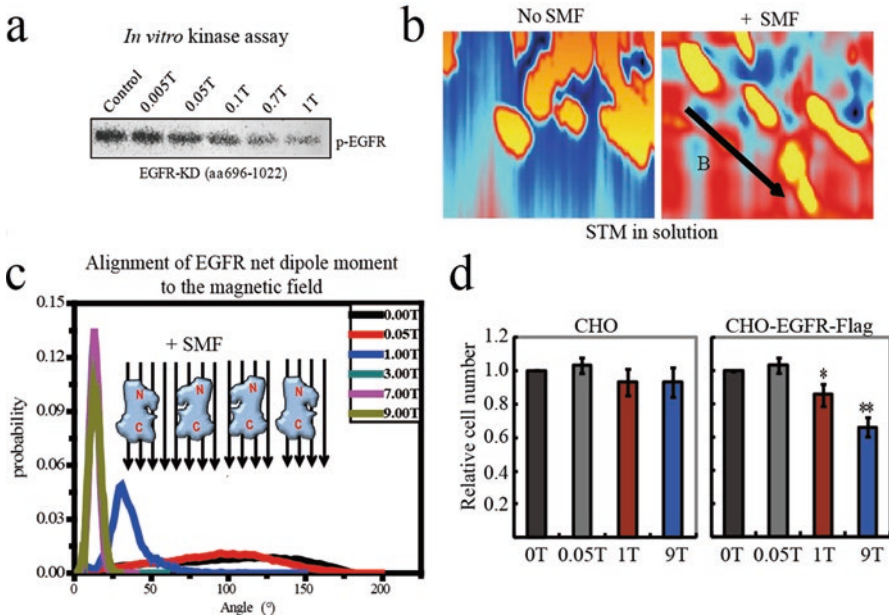 a
In vitro kinase assay
Control
0.005T
0.05T
0.1T
0.7T
1T
p-EGFR
EGFR-KD (aa696-1022)
b
No SMF
+ SMF
B
STM in solution
c
Alignment of EGFR net dipole moment
to the magnetic field
0.15
0.12
0.09
0.06
0.03
0.00
probability
0
50
100
150
200
Angle (°)
+ SMF
N
C
N
C
N
C
N
C
0.00T
0.05T
1.00T
3.00T
7.00T
9.00T
d
CHO
CHO-EGFR-Flag
Relative cell number
1.2
1.0
0.8
0.6
0.4
0.2
*
**
0T
0.05T
1T
9T
0T
0.05T
1T
9T